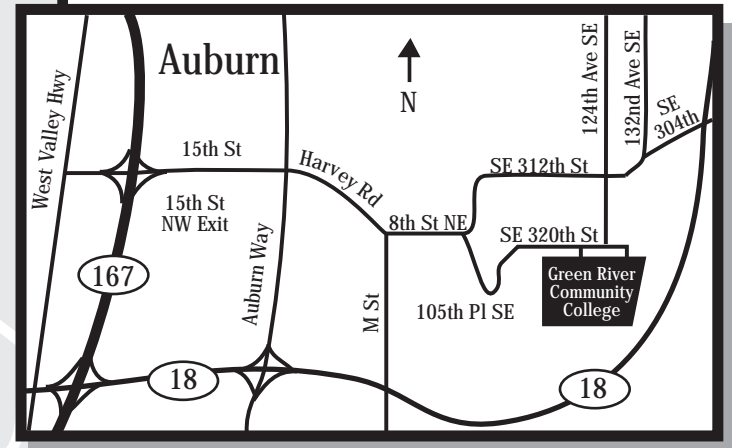 Auburn
N
West Valley Hwy
15th St
15th St
NW Exit
Harvey Rd
Auburn Way
8th St NE
M St
SE 312th St
SE 320th St
105th Pl SE
124th Ave SE
132nd Ave SE
SE
304th
Green River
Community
College
167
18
18